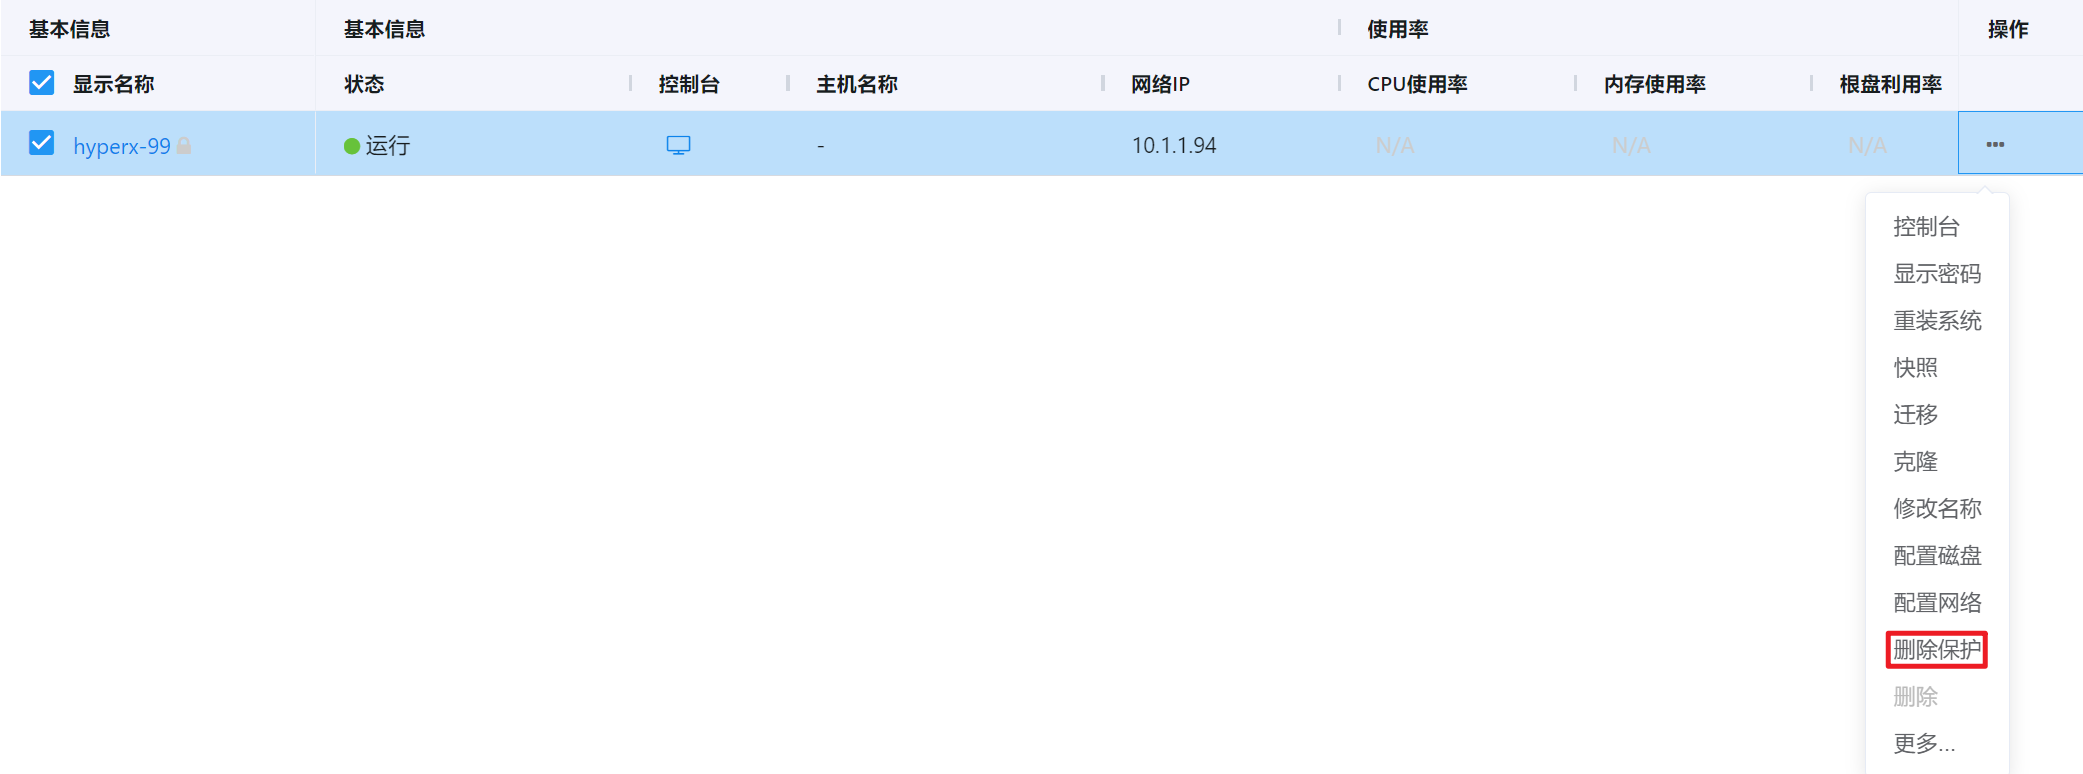 基本信息 基本信息 使用率 操作
显示名称 状态 控制台 主机名称 网络IP CPU使用率 内存使用率 根盘利用率
hyperx-99 运行 - 10.1.1.94 N/A N/A N/A
控制台
显示密码
重装系统
快照
迁移
克隆
修改名称
配置磁盘
配置网络
删除保护
删除
更多...